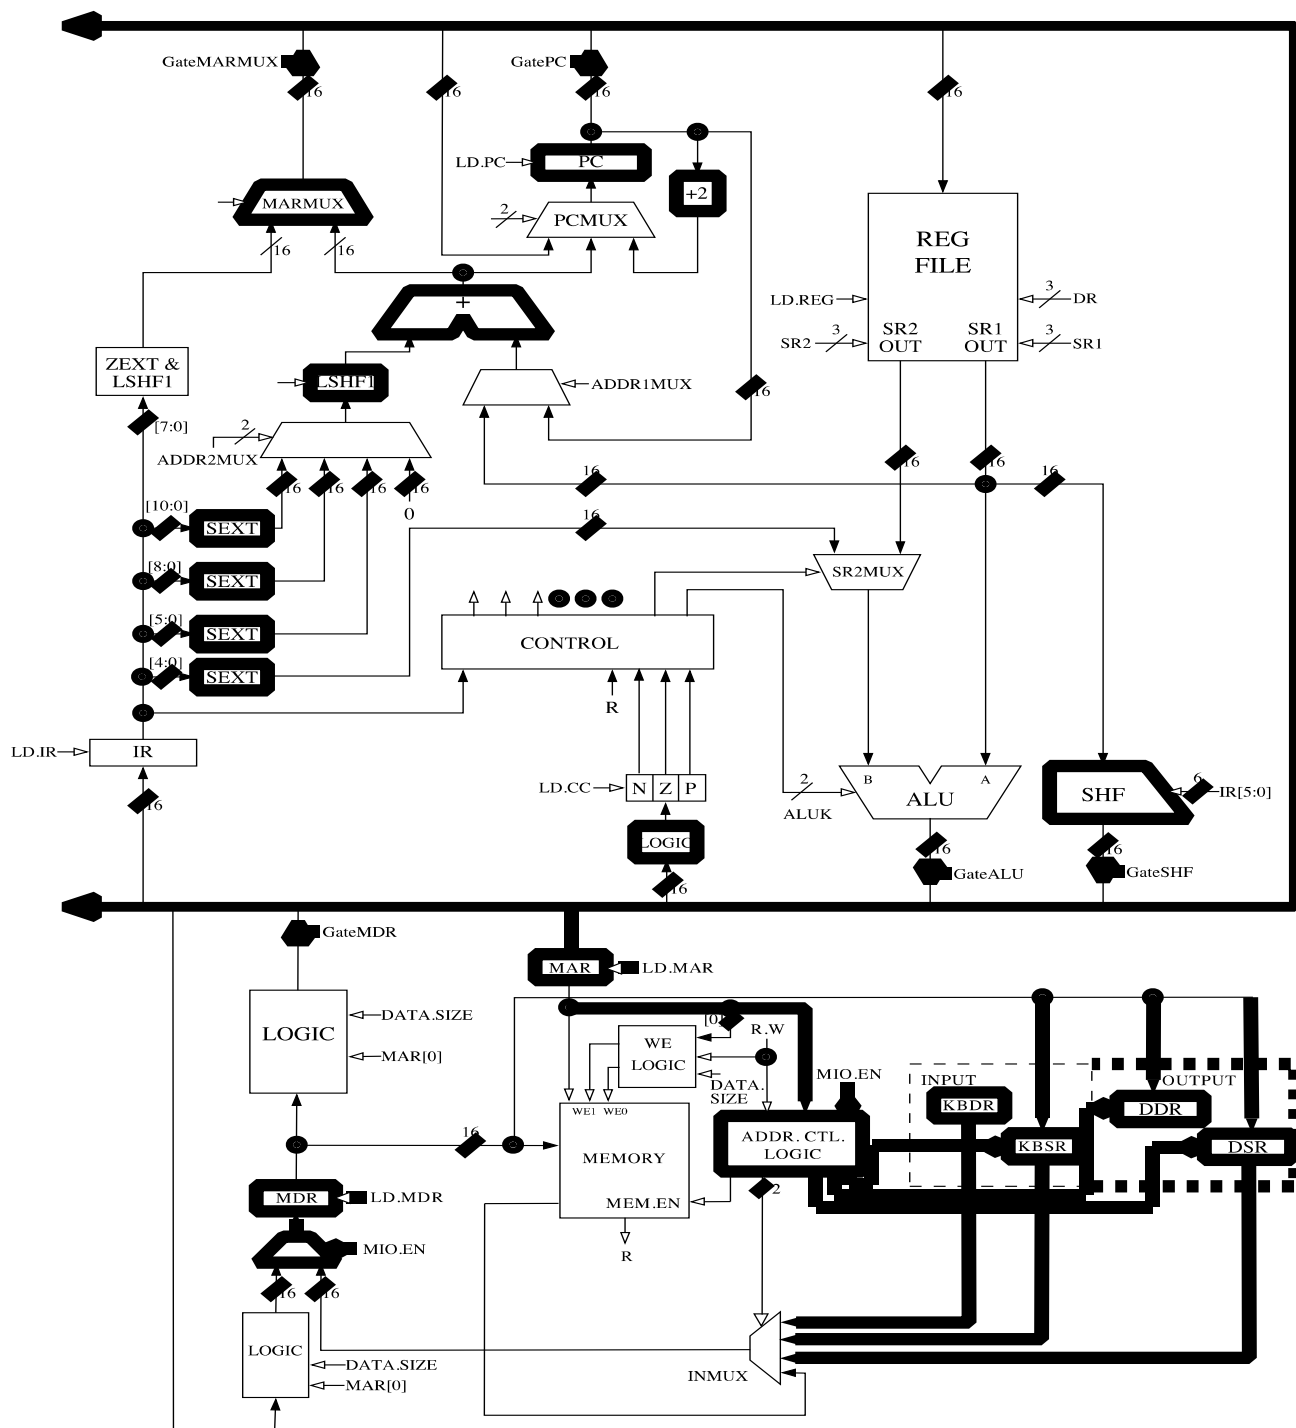 GateMARMUX
GatePC
16
16
16
16
LD.PC
PC
+2
MARMUX
2
PCMUX
16
16
REG
FILE
+
LD.REG
3
DR
SR2
3
SR2
OUT
SR1
OUT
3
SR1
ZEXT &
LSHF1
LSHF1
ADDR1MUX
16
[7:0]
2
ADDR2MUX
16
16
16
16
16
16
16
16
0
[10:0]
SEXT
16
[8:0]
SEXT
SR2MUX
[5:0]
SEXT
CONTROL
[4:0]
SEXT
R
LD.IR
IR
16
LD.CC
N Z P
2
ALUK
B
A
ALU
SHF
6
IR[5:0]
LOGIC
16
16
16
GateALU
GateSHF
GateMDR
MAR
LD.MAR
LOGIC
DATA.SIZE
MAR[0]
[0]
R.W
WE
LOGIC
DATA.
SIZE
MIO.EN
INPUT
OUTPUT
KBDR
DDR
WE1 WE0
ADDR. CTL.
LOGIC
KBSR
DSR
16
MEMORY
MEM.EN
2
MDR
LD.MDR
R
MIO.EN
16
16
LOGIC
DATA.SIZE
MAR[0]
INMUX